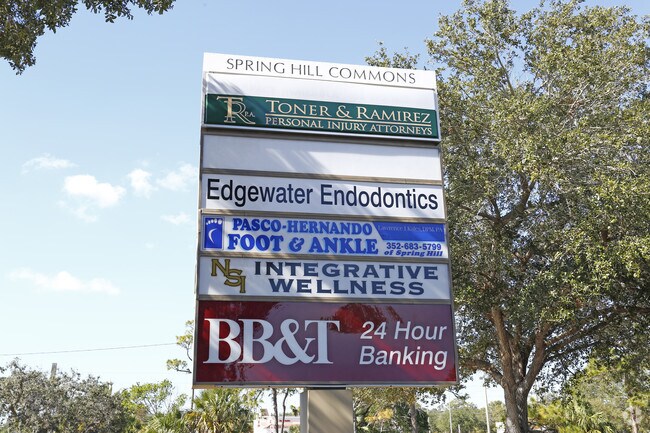 SPRING HILL COMMONS
TR P.A. TONER & RAMIREZ
PERSONAL INJURY ATTORNEYS
Edgewater Endodontics
PASCO-HERNANDO
FOOT & ANKLE 352-683-5799
of Spring Hill
NSI INTEGRATIVE
WELLNESS
BB&T 24 Hour
Banking